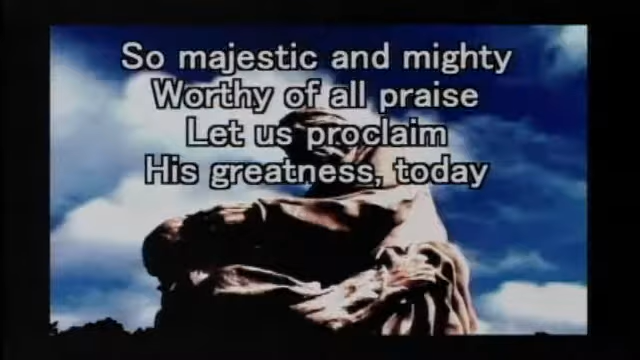 So majestic and mighty
Worthy of all praise
Let us proclaim
His greatness, today